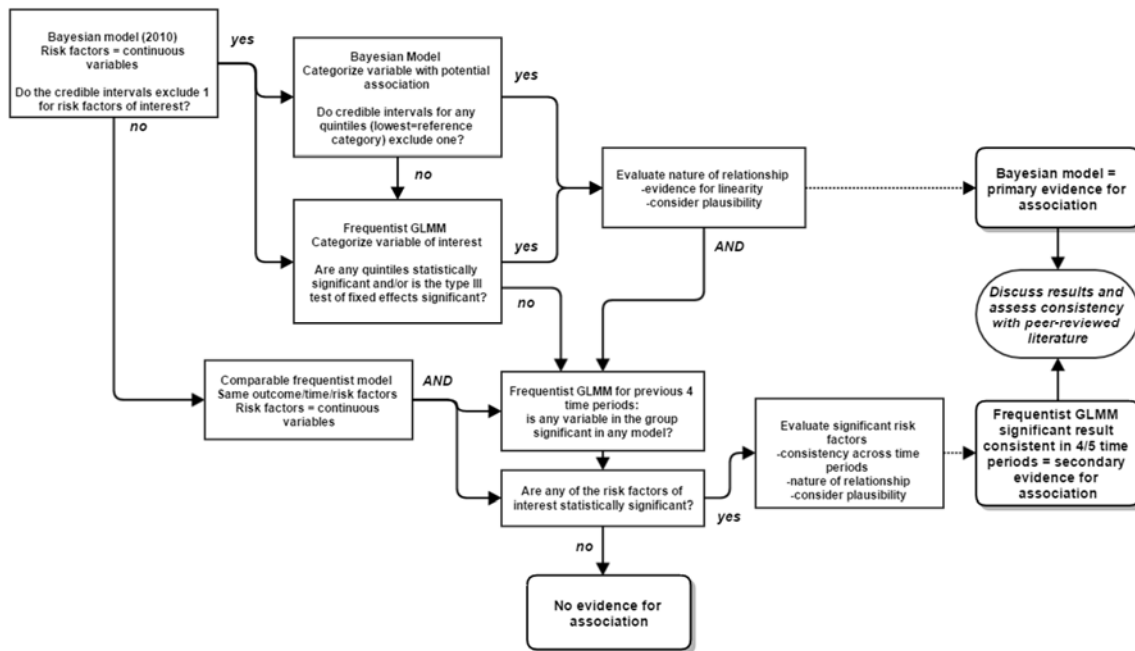 Bayesian model (2010)
Risk factors = continuous
variables
Do the credible intervals exclude 1
for risk factors of interest?
yes
no
Bayesian Model
Categorize variable with potential
association
Do credible intervals for any
quintiles (lowest=reference
category) exclude one?
yes
no
Frequentist GLMM
Categorize variable of interest
Are any quintiles statistically
significant and/or is the type III
test of fixed effects significant?
yes
no
Evaluate nature of relationship
-evidence for linearity
-consider plausibility
AND
Bayesian model =
primary evidence for
association
Discuss results and
assess consistency
with peer-reviewed
literature
Comparable frequentist model
Same outcome/time/risk factors
Risk factors = continuous
variables
AND
Frequentist GLMM for previous 4
time periods:
is any variable in the group
significant in any model?
Are any of the risk factors of
interest statistically significant?
yes
no
Evaluate significant risk
factors
-consistency across time
periods
-nature of relationship
-consider plausibility
Frequentist GLMM
significant result
consistent in 4/5 time
periods = secondary
evidence for
association
No evidence for
association